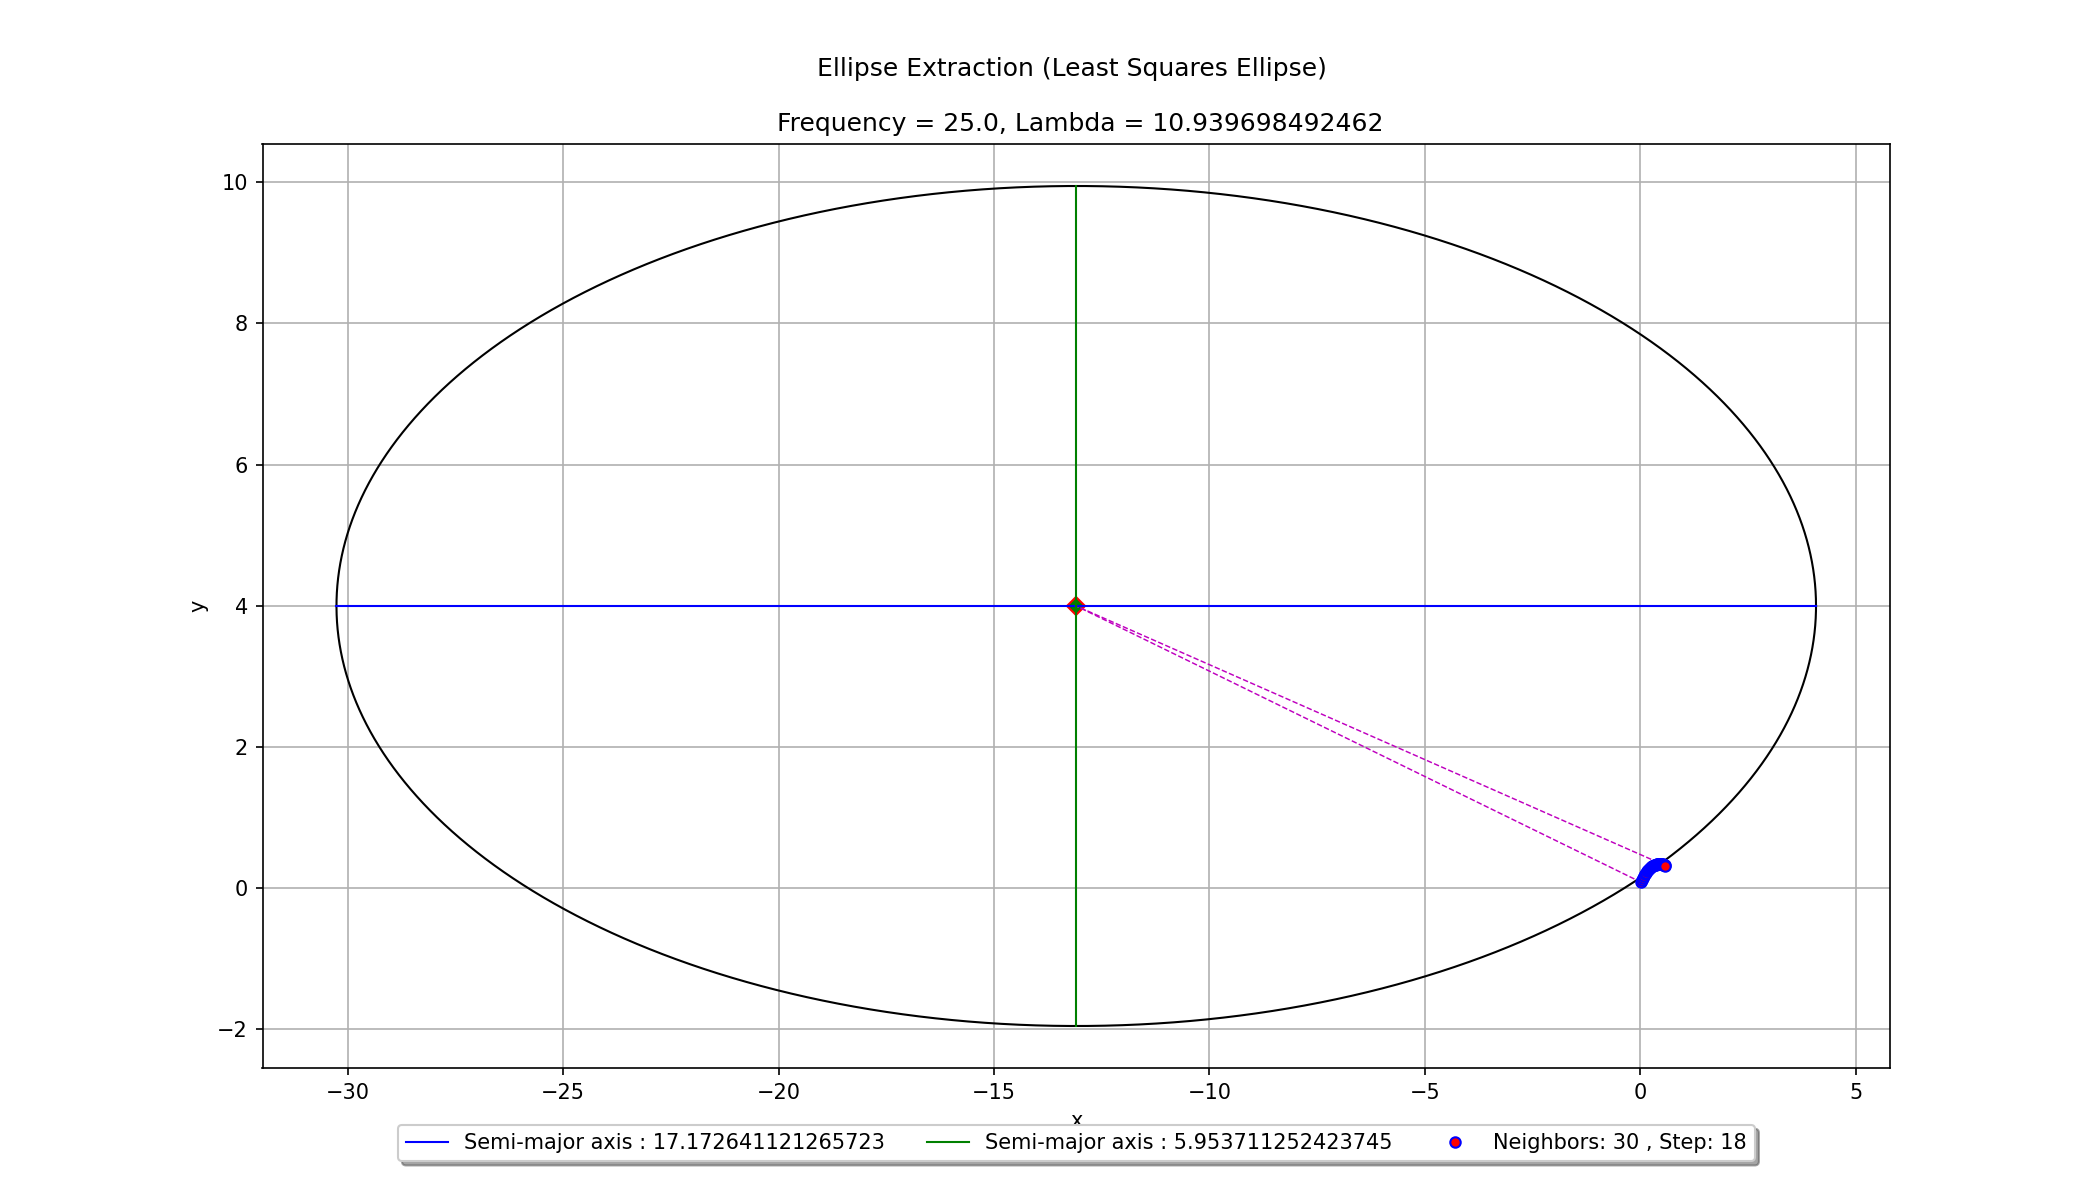 Ellipse Extraction (Least Squares Ellipse)
Frequency = 25.0, Lambda = 10.939698492462
10
8
6
y
4
2
0
−2
−30 −25 −20 −15 −10 −5 0 5
x
Semi-major axis : 17.172641121265723 Semi-major axis : 5.953711252423745 Neighbors: 30 , Step: 18